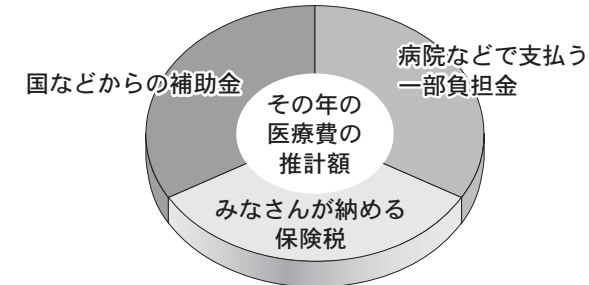 国などからの補助金
病院などで支払う
一部負担金
その年の
医療費の
推計額
みなさんが納める
保険税